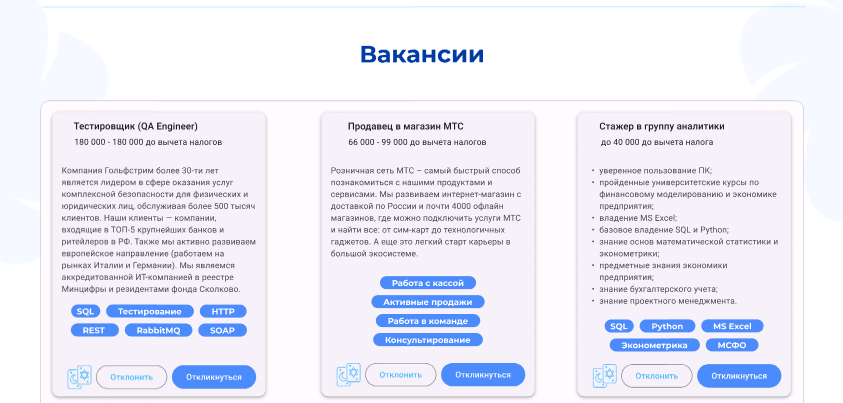 Вакансии
Тестировщик (QA Engineer)
180 000 - 180 000 до вычета налогов
Компания Гольфстрим более 30-ти лет
является лидером в сфере оказания услуг
комплексной безопасности для физических и
юридических лиц, обслуживая более 500 тысяч
клиентов. Наши клиенты — компании,
входящие в ТОП-5 крупнейших банков и
ритейлеров в РФ. Также мы активно развиваем
европейское направление (работаем на
рынках Италии и Германии). Мы являемся
аккредитованной ИТ-компанией в реестре
Минцифры и резидентами фонда Сколково.
SQL Тестирование HTTP
REST RabbitMQ SOAP
Отклонить Откликнуться
Продавец в магазин МТС
66 000 - 99 000 до вычета налогов
Розничная сеть МТС – самый быстрый способ
познакомиться с нашими продуктами и
сервисами. Мы развиваем интернет-магазин с
доставкой по России и почти 4000 офлайн
магазинов, где можно подключить услуги МТС
и найти все: от сим-карт до технологичных
гаджетов. А еще это легкий старт карьеры в
большой экосистеме.
Работа с кассой
Активные продажи
Работа в команде
Консультирование
Отклонить Откликнуться
Стажер в группу аналитики
до 40 000 до вычета налога
• уверенное пользование ПК;
• пройденные университетские курсы по
финансовому моделированию и экономике
предприятия;
• владение MS Excel;
• базовое владение SQL и Python;
• знание основ математической статистики и
эконометрики;
• предметные знания экономики
предприятия;
• знание бухгалтерского учета;
• знание проектного менеджмента.
SQL Python MS Excel
Эконометрика МСФО
Отклонить Откликнуться